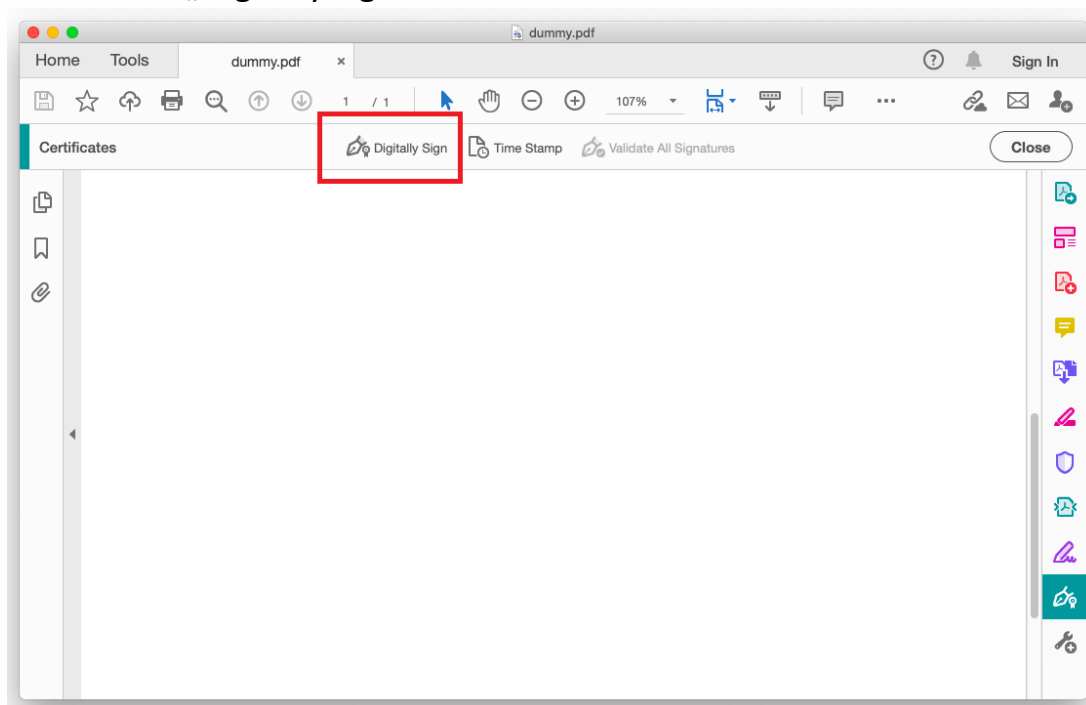 dummy.pdf
Home Tools dummy.pdf × Sign In
1 / 1 107%
Certificates Digitally Sign Time Stamp Validate All Signatures Close